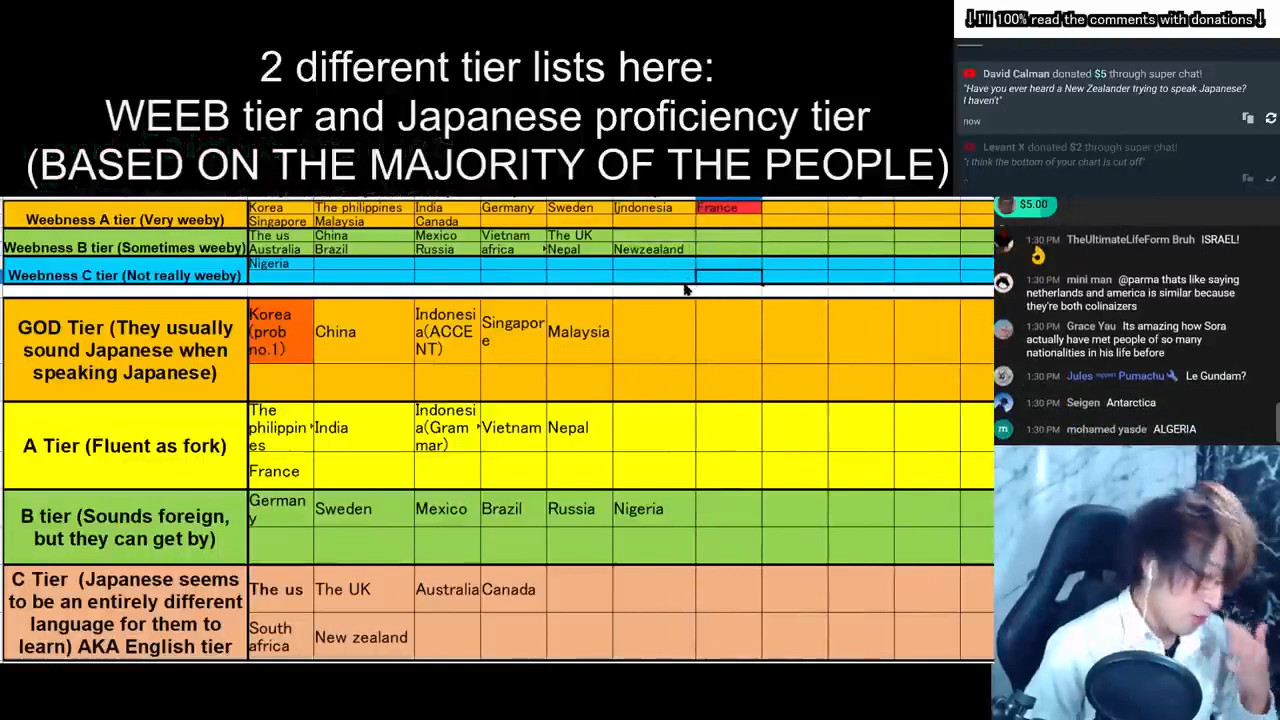 2 different tier lists here:
WEEB tier and Japanese proficiency tier
(BASED ON THE MAJORITY OF THE PEOPLE)
Weebness A tier (Very weeby)
Korea The philippines India Germany Sweden Ijndonesia France
Singapore Malaysia Canada
Weebness B tier (Sometimes weeby)
The us China Mexico Vietnam The UK
Australia Brazil Russia africa Nepal Newzealand
Weebness C tier (Not really weeby)
Nigeria
GOD Tier (They usually
sound Japanese when
speaking Japanese)
Korea
(prob
no.1)
China
Indonesi
a(ACCE
NT)
Singapor
e
Malaysia
A Tier (Fluent as fork)
The
philippin
es
India
Indonesi
a(Gram
mar)
Vietnam
Nepal
France
B tier (Sounds foreign,
but they can get by)
German
y
Sweden
Mexico
Brazil
Russia
Nigeria
C Tier (Japanese seems
to be an entirely different
language for them to
learn) AKA English tier
The us
The UK
Australia
Canada
South
africa
New zealand
↓I'll 100% read the comments with donations↓
David Calman donated $5 through super chat!
"Have you ever heard a New Zealander trying to speak Japanese?
I haven't"
now
Levant X donated $2 through super chat!
"i think the bottom of your chart is cut off"
$5.00
1:30 PM TheUltimateLifeForm Bruh ISRAEL!
👌
1:30 PM mini man @parma thats like saying
netherlands and america is similar because
they're both colinaizers
1:30 PM Grace Yau Its amazing how Sora
actually have met people of so many
nationalities in his life before
1:30 PM Jules Pumachu Le Gundam?
1:30 PM Seigen Antarctica
m 1:30 PM mohamed yasde ALGERIA